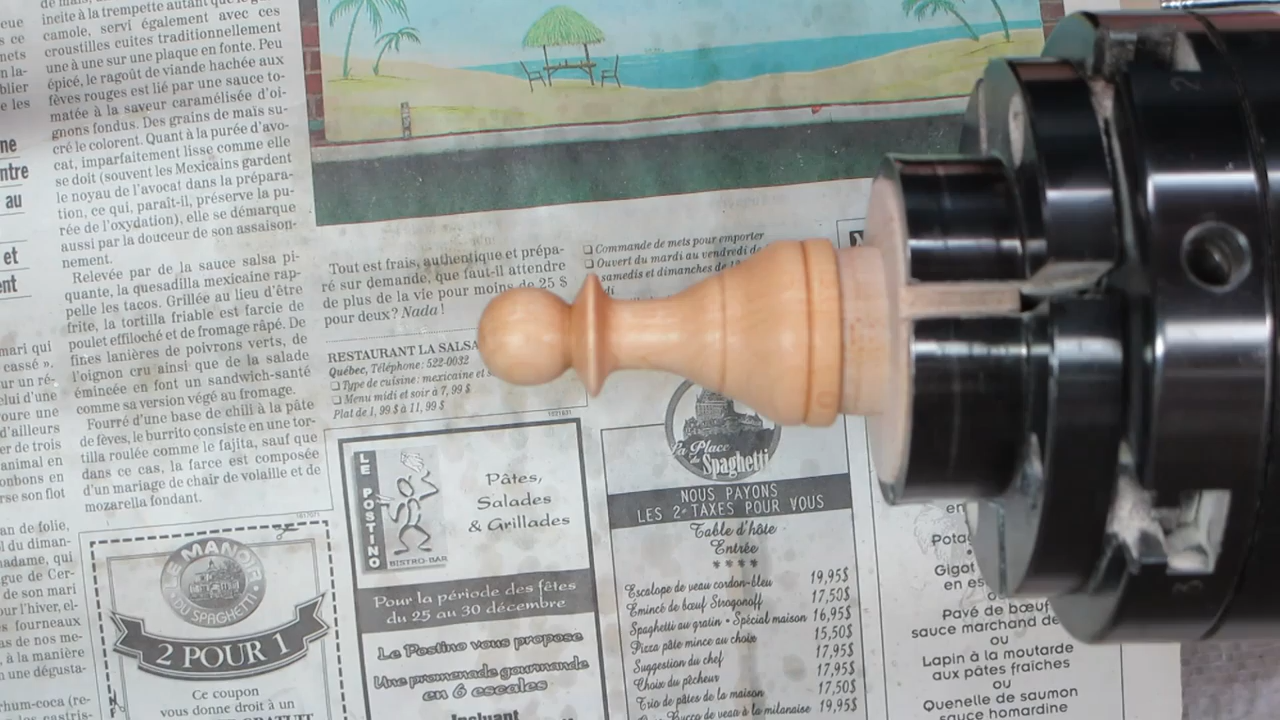 incite à trempette autant que le
camole, servi également avec ces
croustilles cuites traditionnellement
une à une sur une plaque en fonte. Peu
épicé, le ragoût de viande hachée aux
fèves rouges est lié par une sauce to-
matée à la saveur caramélisée d'oi-
gnons fondus. Des grains de maïs su-
cré le colorent. Quant à la purée d'avo-
cat, imparfaitement lisse comme elle
se doit (souvent les Mexicains gardent
le noyau de l'avocat dans la prépara-
tion, ce qui, paraît-il, préserve la pu-
rée de l'oxydation), elle se démarque
aussi par la douceur de son assaison-
nement.
Relevée par de la sauce salsa pi-
quante, la quesadilla mexicaine rap-
pelle les tacos. Grillée au lieu d'être
frite, la tortilla friable est farcie de
poulet effiloché et de fromage râpé. De
fines lanières de poivrons verts, de
l'oignon cru ainsi que de la salade
émincée en font un sandwich-santé
comme sa version végé au fromage.
Fourré d'une base de chili à la pâte
de fèves, le burrito consiste en une tor-
tilla roulée comme le fajita, sauf que
dans ce cas, la farce est composée
d'un mariage de chair de volaille et de
mozarella fondant.
LE MANOIR
DU SPAGHETTI
2 POUR 1
Ce coupon
vous donne droit à un
Tout est frais, authentique et prépa-
ré sur demande, que faut-il attendre
de plus de la vie pour moins de 25 $
pour deux? Nada !
RESTAURANT LA SALSA
Québec, Téléphone : 522-0032
❑ Type de cuisine : mexicaine et
❑ Menu midi et soir à 7,99 $
Plat de 1,99 $ à 11,99 $
❑ Commande de mets pour emporter
❑ Ouvert du mardi au vendredi de
samedis et dimanches de
di
LE POSTINO
BISTRO-BAR
Pâtes,
Salades
& Grillades
Pour la période des fêtes
du 25 au 30 décembre
Le Postino vous propose
Une promenade gourmande
en 6 escales
Incluant
La Place
du Spaghetti
NOUS PAYONS
LES 2 TAXES POUR VOUS
Table d'hôte
Entrée
****
Escalope de veau cordon-bleu 19,95$
Émincé de bœuf Strogonoff 17,50$
Spaghetti au gratin • Spécial maison 16,95$
Pizza pâte mince au choix 15,50$
Suggestion du chef 17,95$
Choix du pêcheur 17,95$
Trio de pâtes de la maison 17,50$
Osso Bucco de veau à la milanaise 19,95$
en
Gigot
en
ou
Pavé de bœuf
sauce marchand de
ou
Lapin à la moutarde
aux pâtes fraîches
ou
Quenelle de saumon
sauce homardine
2
3